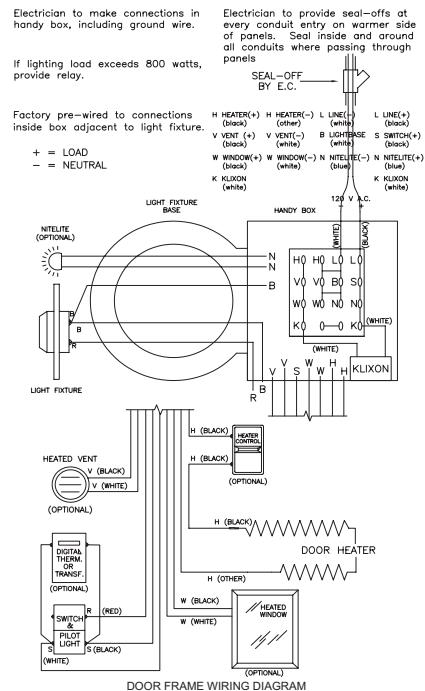 Electrician to make connections in
handy box, including ground wire.
If lighting load exceeds 800 watts,
provide relay.
Factory pre-wired to connections
inside box adjacent to light fixture.
+ = LOAD
− = NEUTRAL
Electrician to provide seal-offs at
every conduit entry on warmer side
of panels. Seal inside and around
all conduits where passing through
panels
SEAL-OFF
BY E.C.
H HEATER(+) H HEATER(−) L LINE(−) L LINE(+)
(black) (other) (white) (black)
V VENT (+) V VENT(−) B LIGHTBASE S SWITCH(+)
(black) (white) (white) (black)
W WINDOW(+) W WINDOW(−) N NITELITE(−) N NITELITE(+)
(black) (white) (blue) (blue)
K KLIXON K KLIXON
(white) (white)
120 V A.C.
− +
LIGHT FIXTURE
BASE
HANDY BOX
(WHITE)
(BLACK)
NITELITE
(OPTIONAL)
N
N
B
H H L L
V V B S
W W N N
K K
(WHITE)
(WHITE)
KLIXON
B
B
R
LIGHT FIXTURE
R B V V S W W H H
H (BLACK)
HEATER
CONTROL
H (BLACK)
(OPTIONAL)
HEATED VENT
V (BLACK)
V (WHITE)
(OPTIONAL)
H (BLACK)
DOOR HEATER
H (OTHER)
DIGITAL
THERM.
OR
TRANSF.
(OPTIONAL)
R (RED)
SWITCH
&
PILOT
LIGHT
S S (BLACK)
(WHITE)
W (BLACK)
W (WHITE)
HEATED
WINDOW
(OPTIONAL)
DOOR FRAME WIRING DIAGRAM